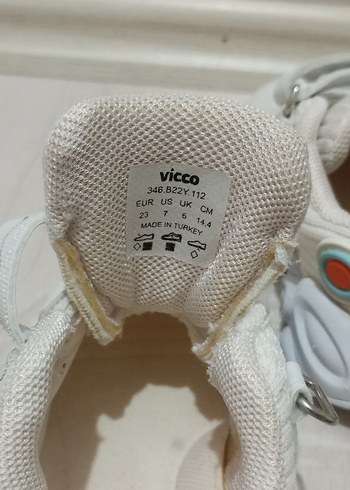 vicco
346.B22Y.112
EUR US UK CM
23 7 6 14,4
MADE IN TURKEY